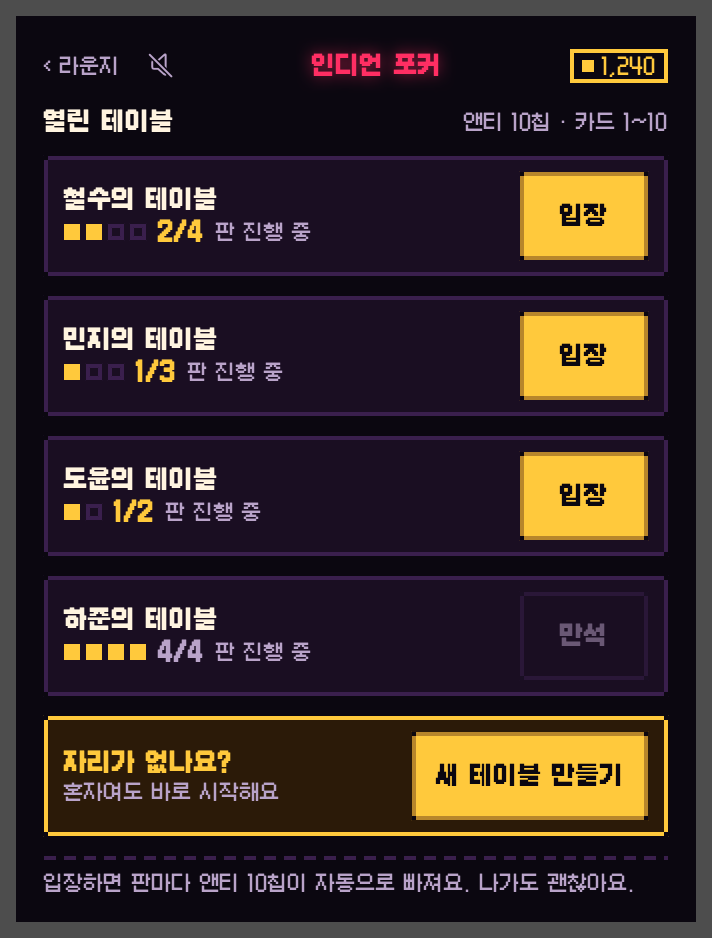 ‹ 라운지
인디언 포커
1,240
열린 테이블
앤티 10칩 · 카드 1~10
철수의 테이블
2/4 판 진행 중
입장
민지의 테이블
1/3 판 진행 중
입장
도윤의 테이블
1/2 판 진행 중
입장
하준의 테이블
4/4 판 진행 중
만석
자리가 없나요?
혼자여도 바로 시작해요
새 테이블 만들기
입장하면 판마다 앤티 10칩이 자동으로 빠져요. 나가도 괜찮아요.